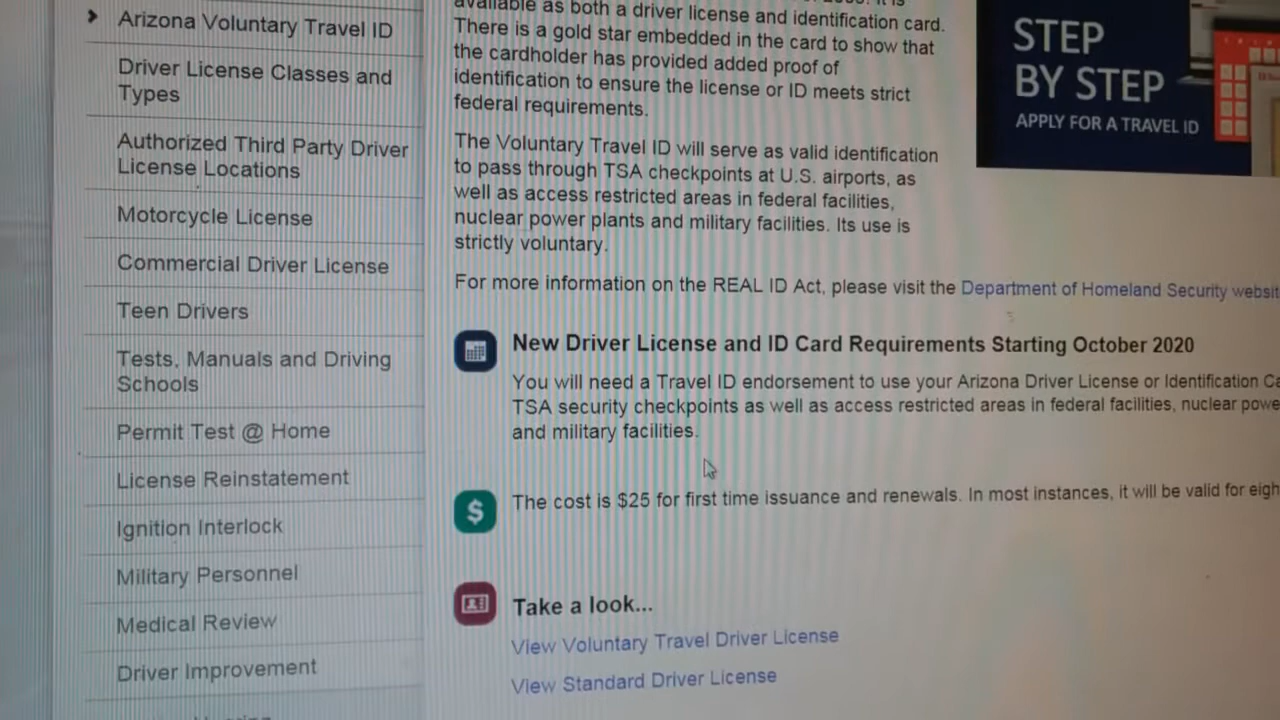 Arizona Voluntary Travel ID
Driver License Classes and
Types
Authorized Third Party Driver
License Locations
Motorcycle License
Commercial Driver License
Teen Drivers
Tests, Manuals and Driving
Schools
Permit Test @ Home
License Reinstatement
Ignition Interlock
Military Personnel
Medical Review
Driver Improvement
available as both a driver license and identification card.
There is a gold star embedded in the card to show that
the cardholder has provided added proof of
identification to ensure the license or ID meets strict
federal requirements.
The Voluntary Travel ID will serve as valid identification
to pass through TSA checkpoints at U.S. airports, as
well as access restricted areas in federal facilities,
nuclear power plants and military facilities. Its use is
strictly voluntary.
For more information on the REAL ID Act, please visit the Department of Homeland Security websit
New Driver License and ID Card Requirements Starting October 2020
You will need a Travel ID endorsement to use your Arizona Driver License or Identification Ca
TSA security checkpoints as well as access restricted areas in federal facilities, nuclear powe
and military facilities.
$
The cost is $25 for first time issuance and renewals. In most instances, it will be valid for eigh
Take a look...
View Voluntary Travel Driver License
View Standard Driver License
STEP
BY STEP
APPLY FOR A TRAVEL ID